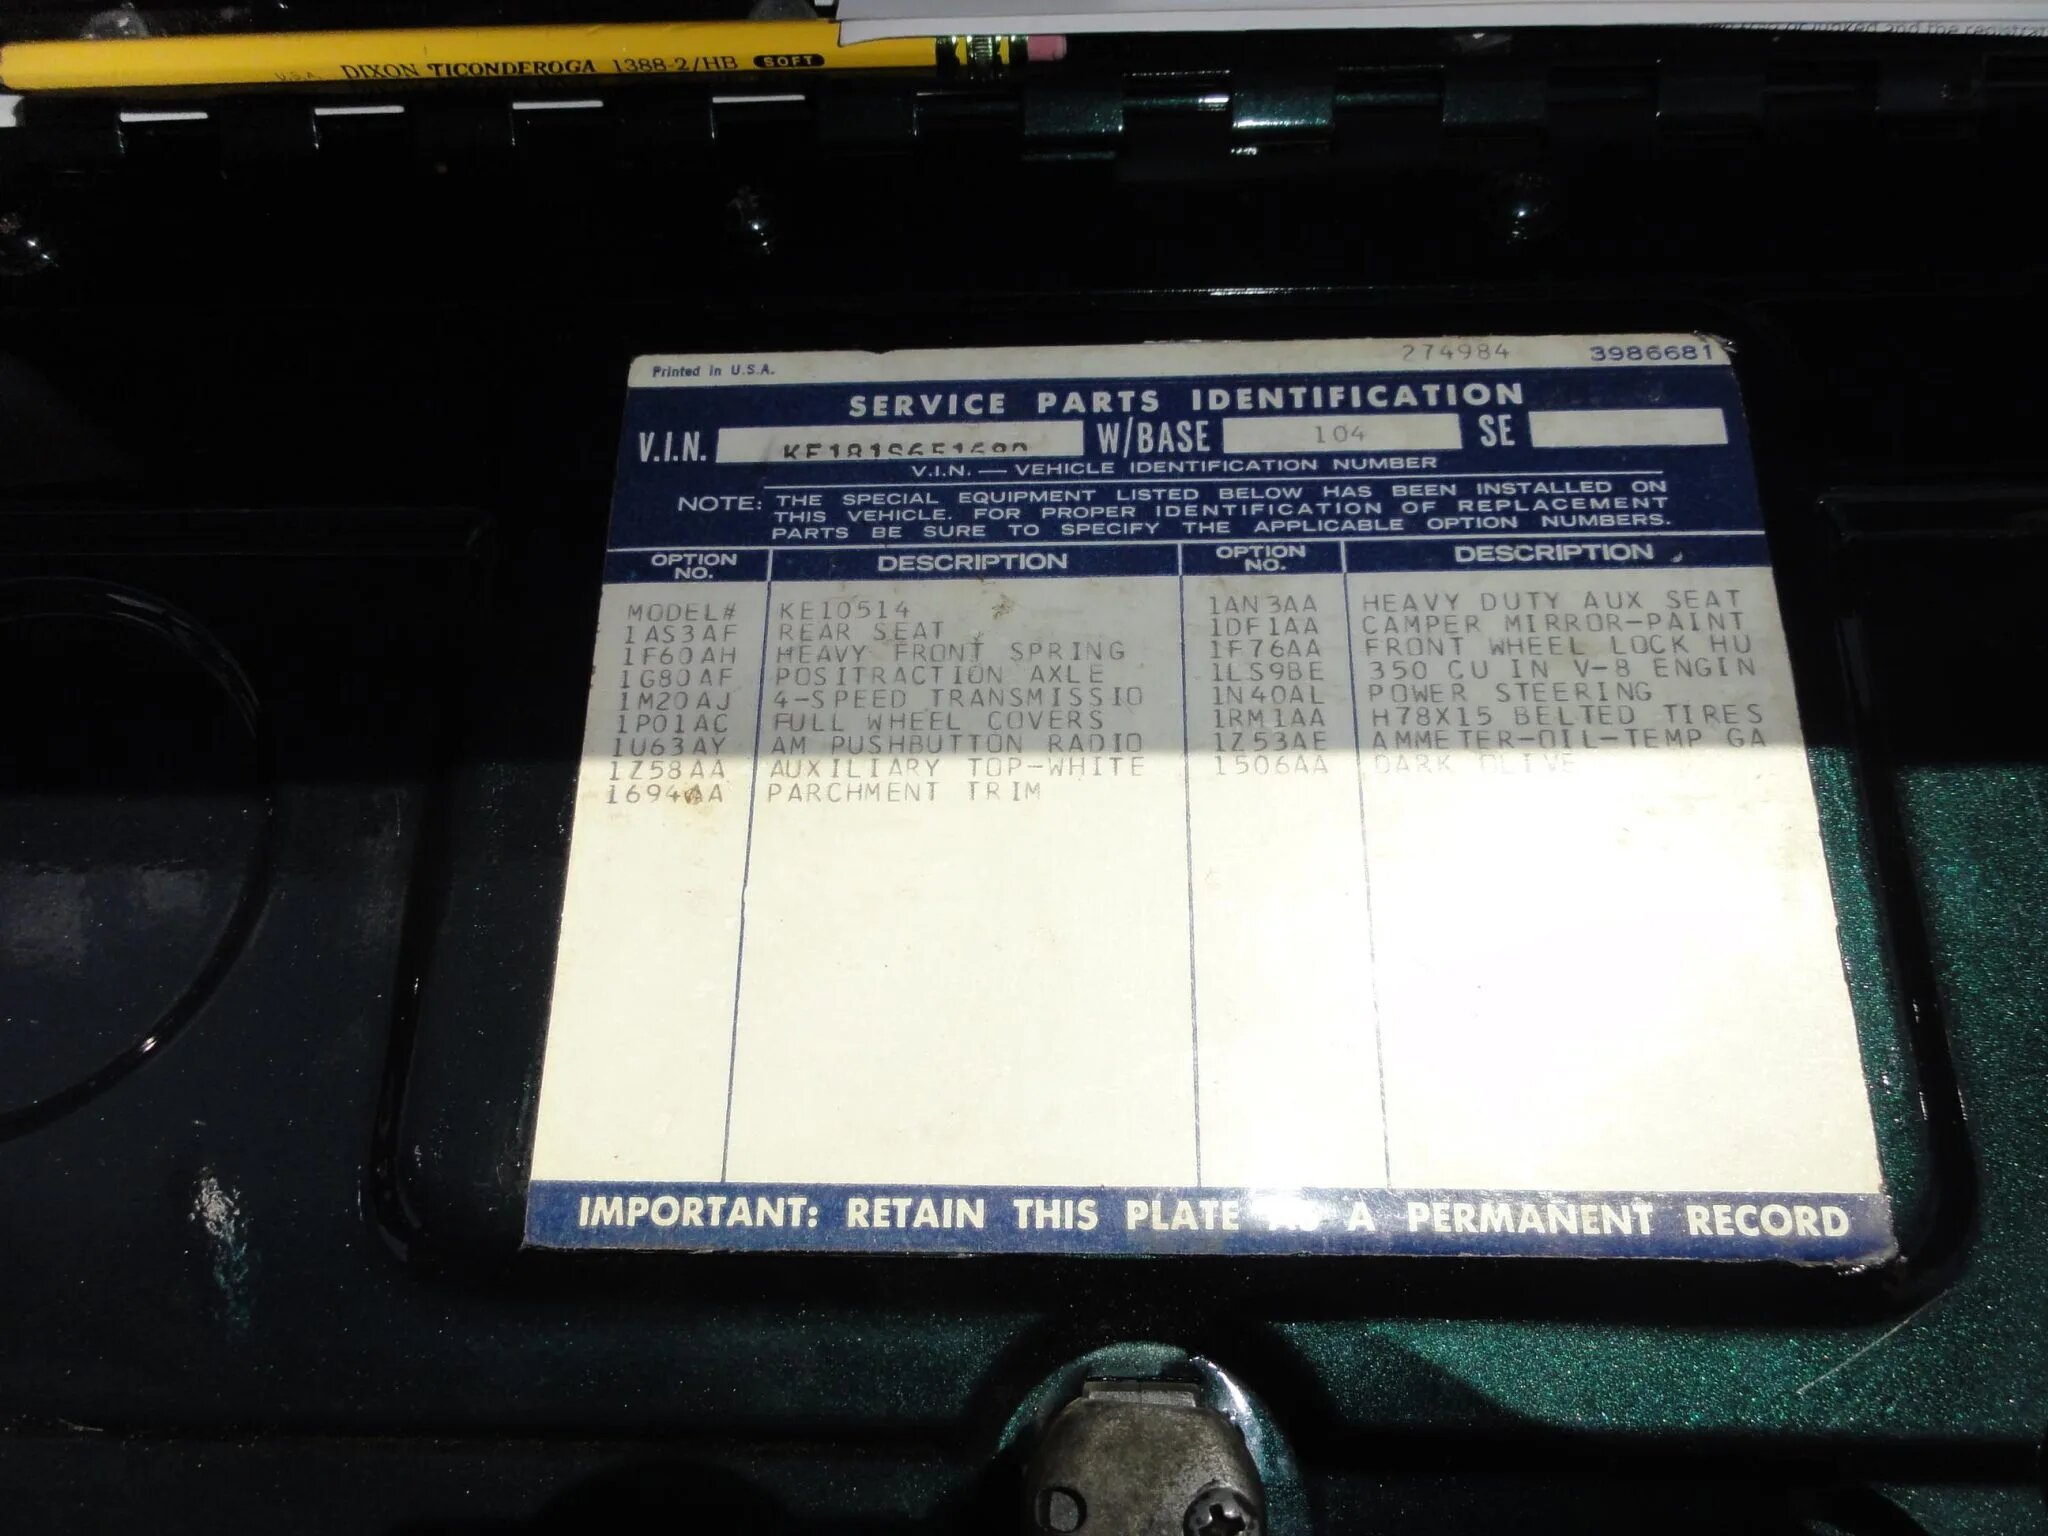 U.S.A. DIXON TICONDEROGA 1388-2/HB SOFT
and the registrat
Printed in U.S.A. 274984 3986681
SERVICE PARTS IDENTIFICATION
V.I.N. W/BASE 104 SE
V.I.N. — VEHICLE IDENTIFICATION NUMBER
NOTE: THE SPECIAL EQUIPMENT LISTED BELOW HAS BEEN INSTALLED ON
THIS VEHICLE. FOR PROPER IDENTIFICATION OF REPLACEMENT
PARTS BE SURE TO SPECIFY THE APPLICABLE OPTION NUMBERS.
OPTION NO. DESCRIPTION OPTION NO. DESCRIPTION
MODEL# KE10514 1AN3AA HEAVY DUTY AUX SEAT
1AS3AF REAR SEAT 1DF1AA CAMPER MIRROR-PAINT
1F60AH HEAVY FRONT SPRING 1F76AA FRONT WHEEL LOCK HU
1G80AF POSITRACTION AXLE 1LS9BE 350 CU IN V-8 ENGIN
1M20AJ 4-SPEED TRANSMISSIO 1N40AL POWER STEERING
1P01AC FULL WHEEL COVERS 1RM1AA H78X15 BELTED TIRES
1U63AY AM PUSHBUTTON RADIO 1Z53AE AMMETER-OIL-TEMP GA
1Z58AA AUXILIARY TOP-WHITE 1506AA DARK OLIVE
1694AA PARCHMENT TRIM
IMPORTANT: RETAIN THIS PLATE AS A PERMANENT RECORD